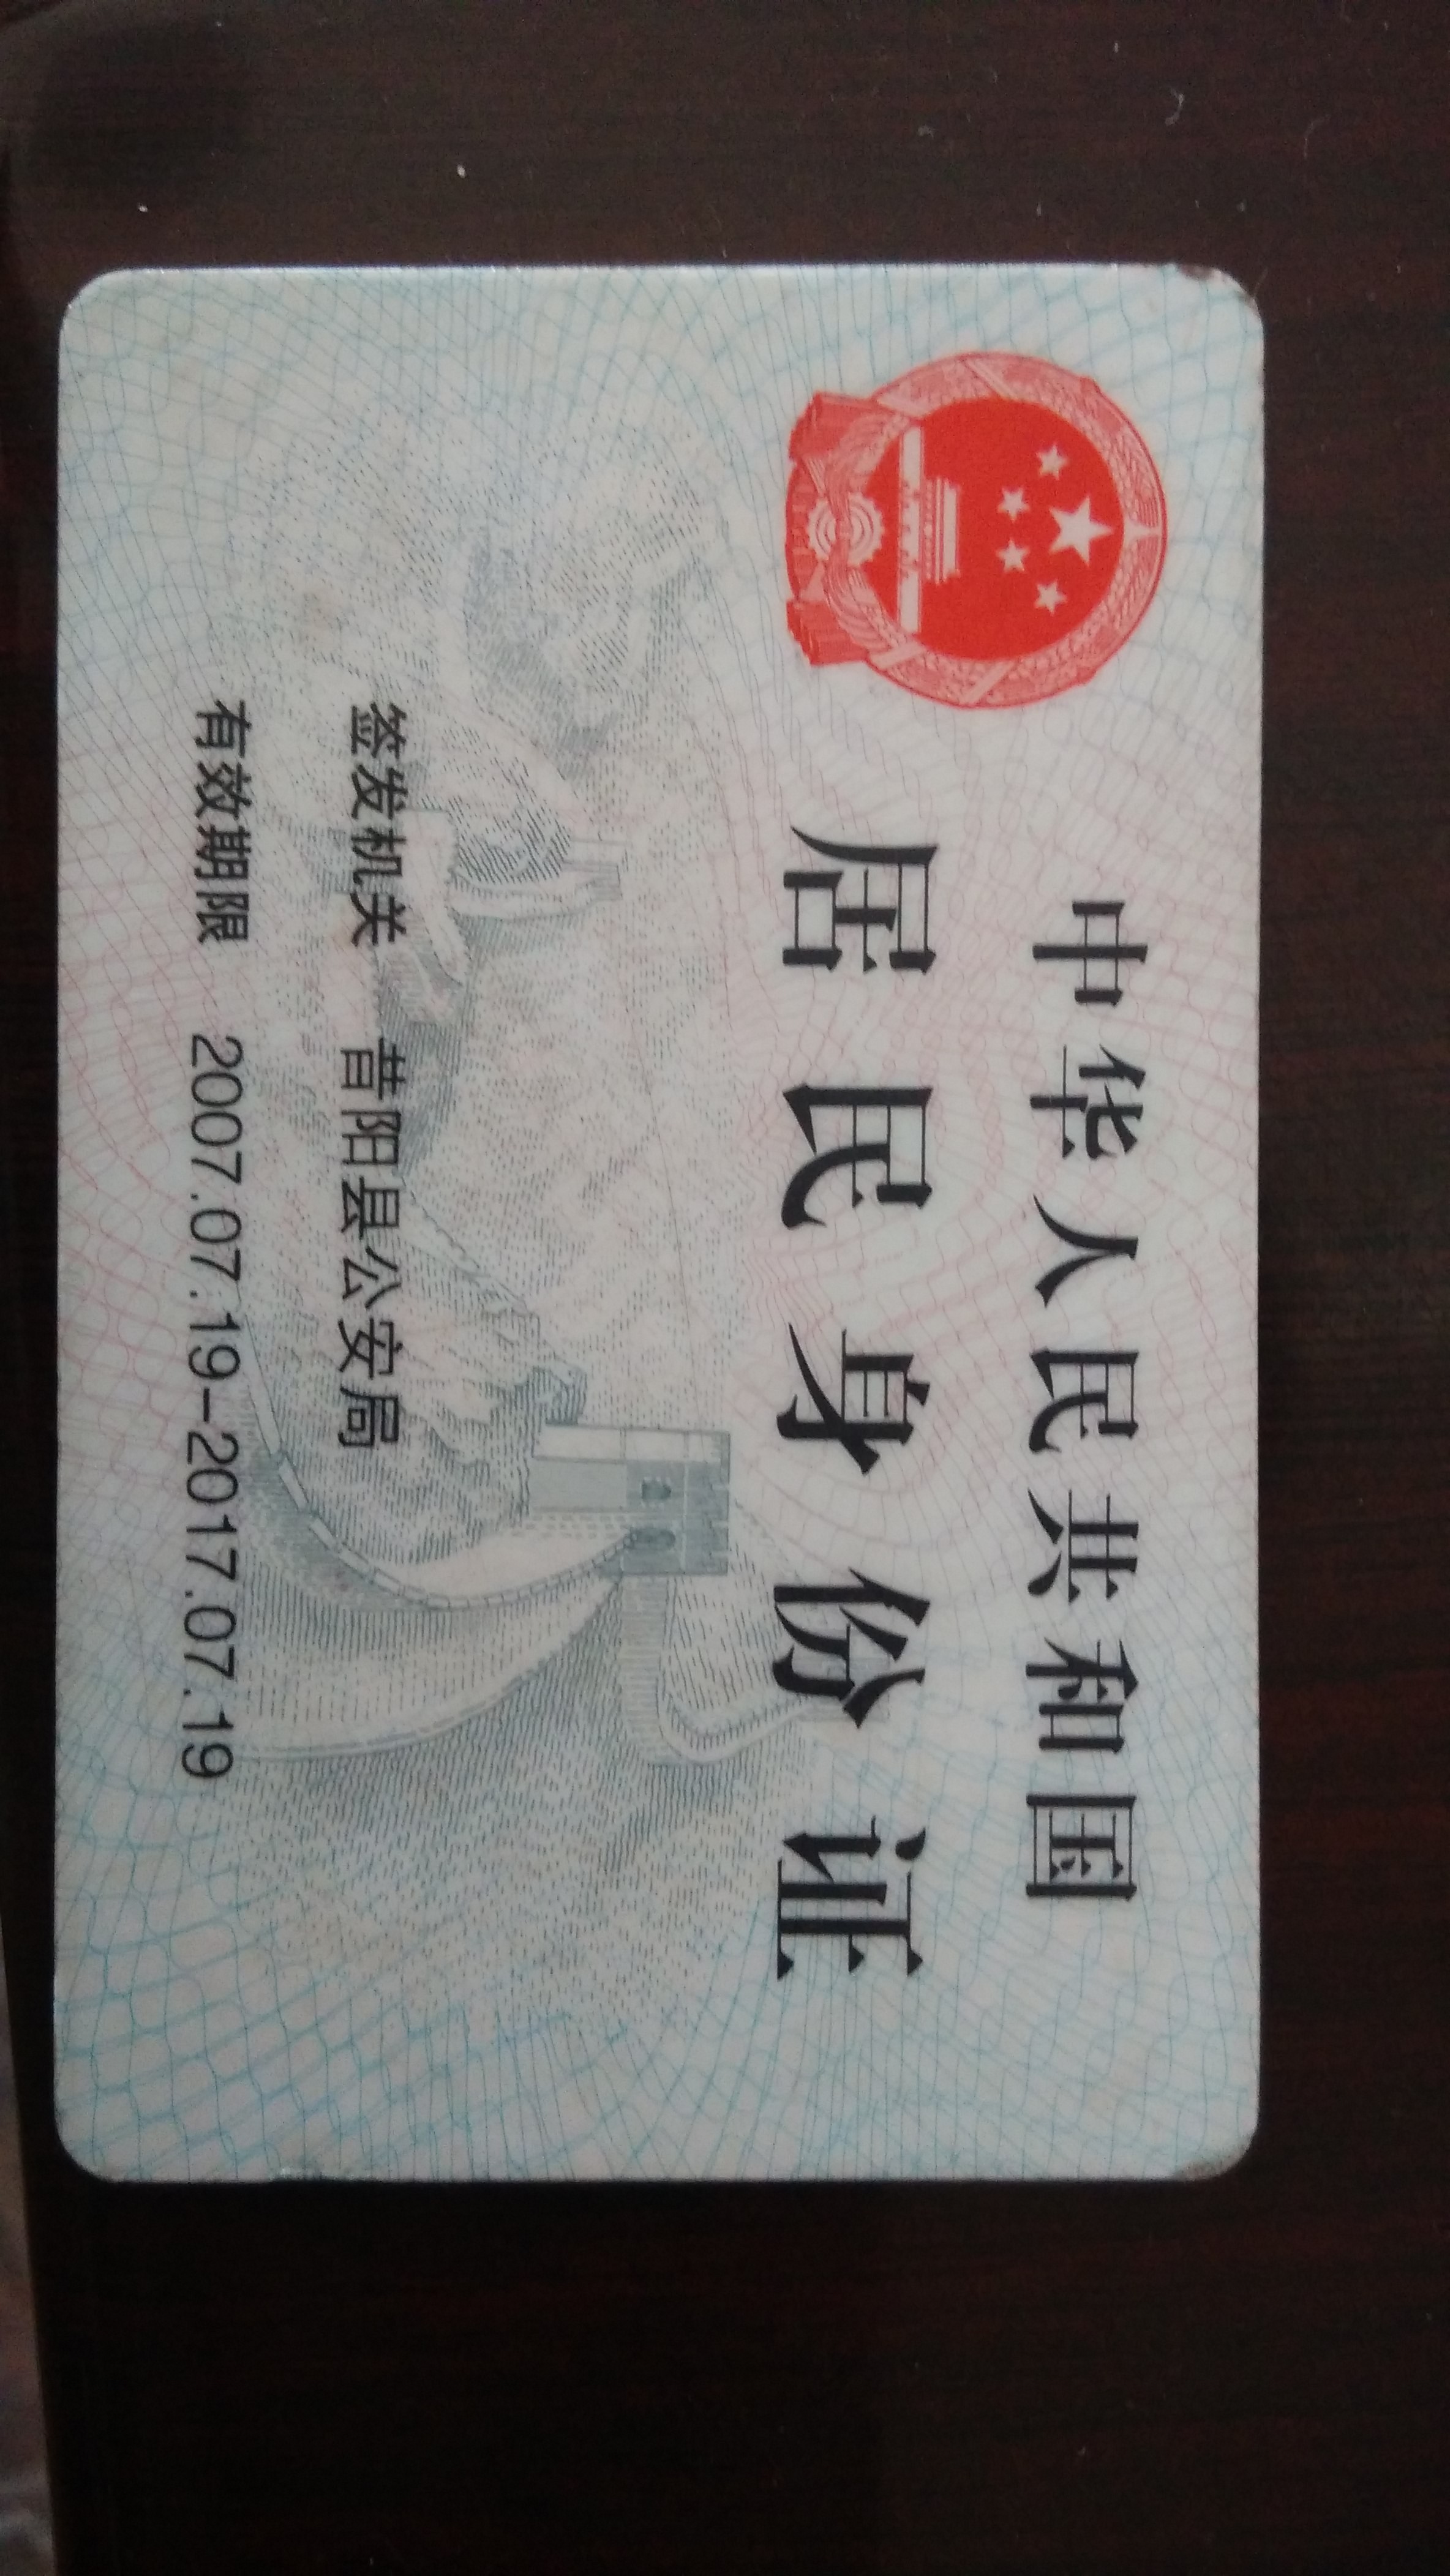 中华人民共和国
居民身份证
签发机关 昔阳县公安局
有效期限 2007.07.19-2017.07.19